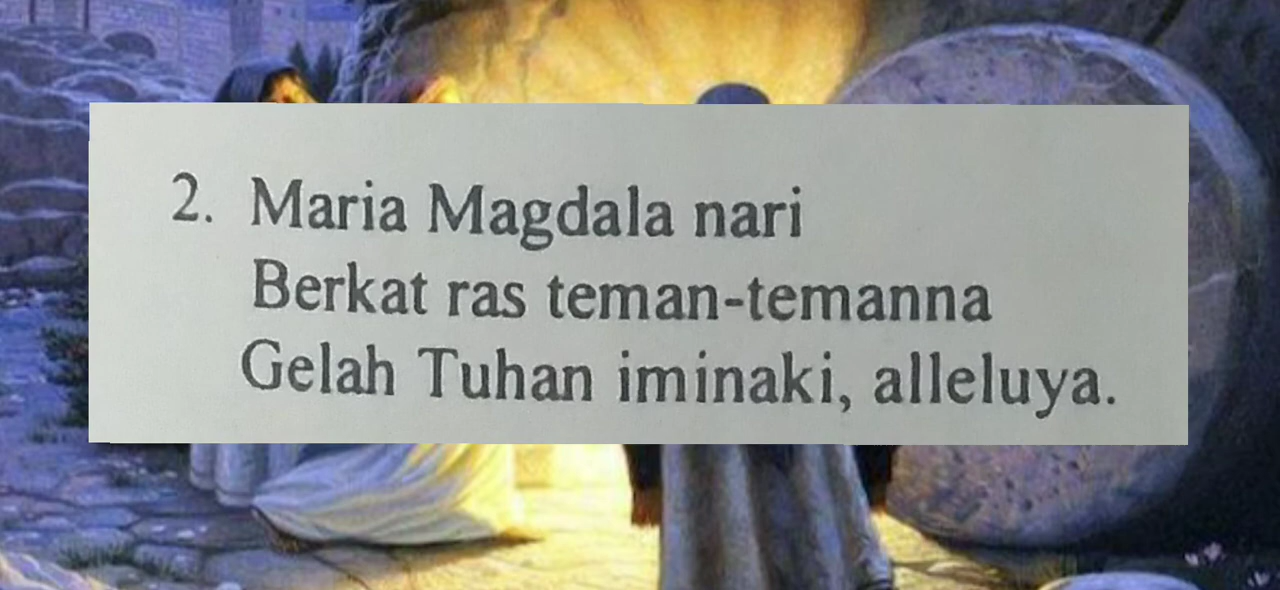 2. Maria Magdala nari
Berkat ras teman-temanna
Gelah Tuhan iminaki, alleluya.